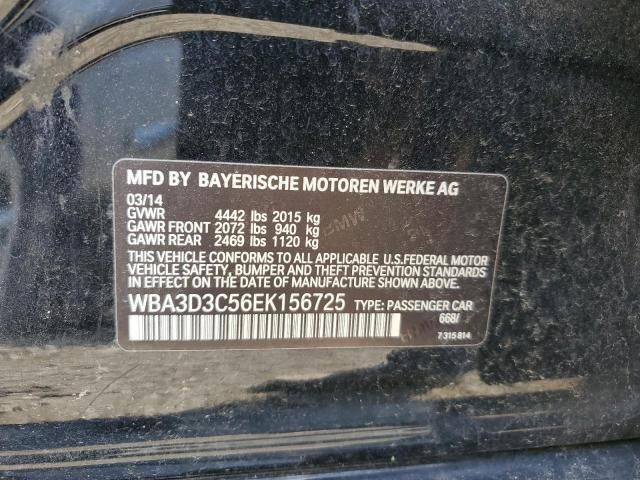 MFD BY BAYERISCHE MOTOREN WERKE AG
03/14
GVWR 4442 lbs 2015 kg
GAWR FRONT 2072 lbs 940 kg
GAWR REAR 2469 lbs 1120 kg
THIS VEHICLE CONFORMS TO ALL APPLICABLE U.S.FEDERAL MOTOR
VEHICLE SAFETY, BUMPER AND THEFT PREVENTION STANDARDS
IN EFFECT ON THE DATE OF MANUFACTURE SHOWN ABOVE.
WBA3D3C56EK156725 TYPE: PASSENGER CAR
668/
7 315 814